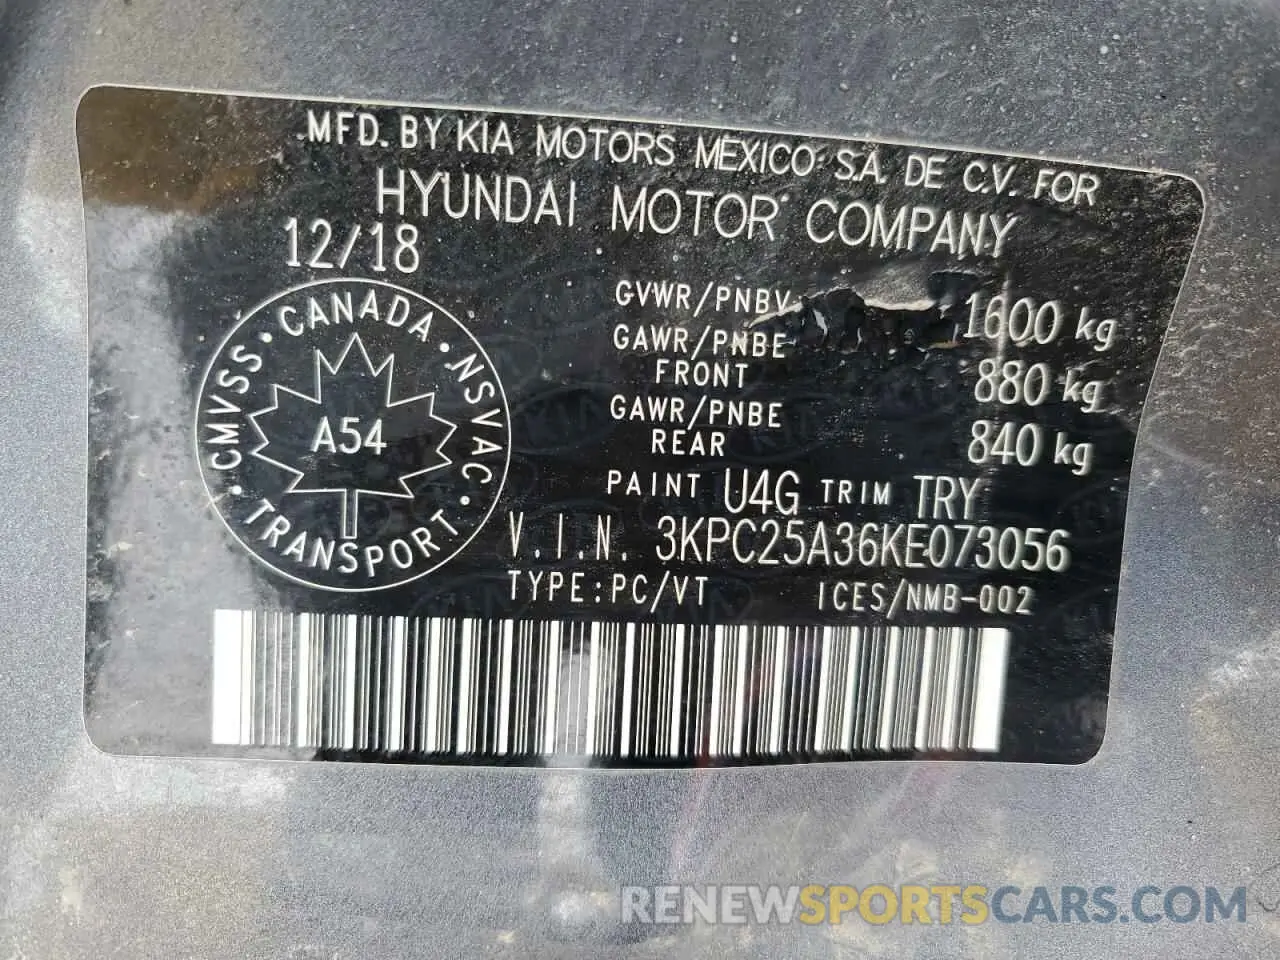 MFD. BY KIA MOTORS MEXICO S.A. DE C.V. FOR
HYUNDAI MOTOR COMPANY
12/18
CANADA • NSVAC • TRANSPORT • CMVSS •
A54
GVWR/PNBV 1600 kg
GAWR/PNBE
FRONT 880 kg
GAWR/PNBE
REAR 840 kg
PAINT U4G TRIM TRY
V.I.N. 3KPC25A36KE073056
TYPE:PC/VT ICES/NMB-002
RENEWSPORTSCARS.COM